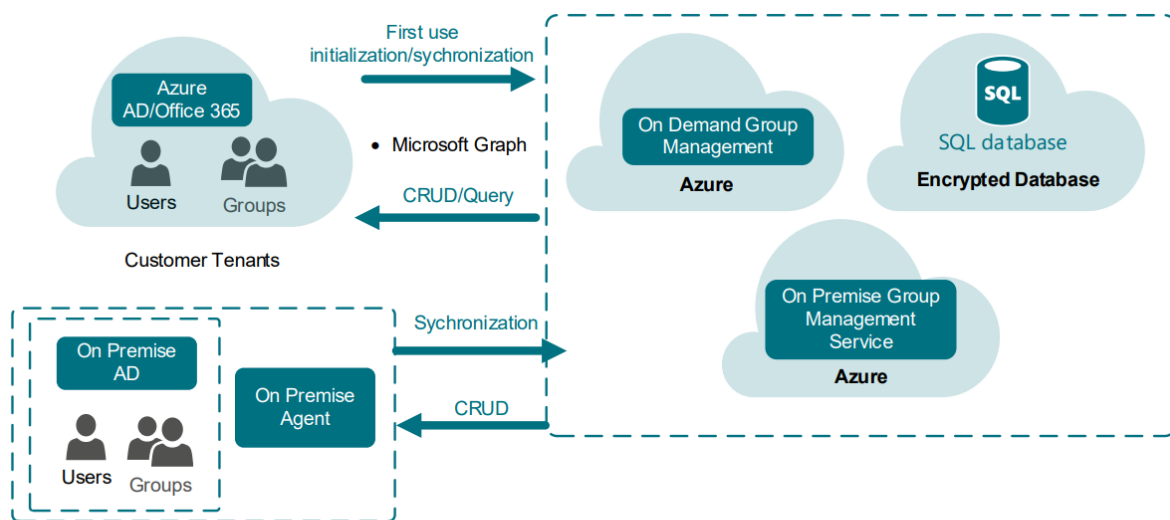 First use
initialization/sychronization
Azure
AD/Office 365
Users
Groups
Customer Tenants
• Microsoft Graph
CRUD/Query
On Demand Group
Management
Azure
SQL
SQL database
Encrypted Database
On Premise Group
Management
Service
Azure
On Premise
AD
Users
Groups
On Premise
Agent
Sychronization
CRUD